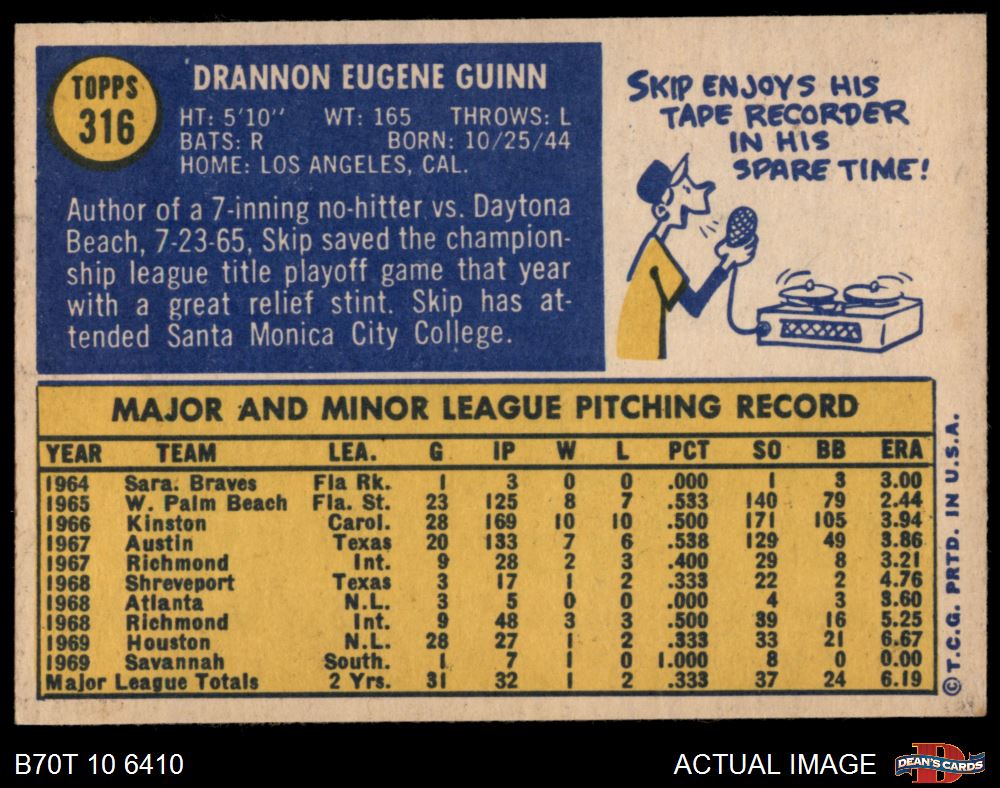 TOPPS
316
DRANNON EUGENE GUINN
HT: 5'10" WT: 165 THROWS: L
BATS: R BORN: 10/25/44
HOME: LOS ANGELES, CAL.
Author of a 7-inning no-hitter vs. Daytona
Beach, 7-23-65, Skip saved the champion-
ship league title playoff game that year
with a great relief stint. Skip has at-
tended Santa Monica City College.
SKIP ENJOYS HIS
TAPE RECORDER
IN HIS
SPARE TIME!
MAJOR AND MINOR LEAGUE PITCHING RECORD
YEAR TEAM LEA. G IP W L PCT SO BB ERA
1964 Sara. Braves Fla Rk. 1 3 0 0 .000 1 3 3.00
1965 W. Palm Beach Fla. St. 23 125 8 7 .533 140 79 2.44
1966 Kinston Carol. 28 169 10 10 .500 171 105 3.94
1967 Austin Texas 20 133 7 6 .538 129 49 3.86
1967 Richmond Int. 9 28 2 3 .400 29 8 3.21
1968 Shreveport Texas 3 17 1 2 .333 22 2 4.76
1968 Atlanta N.L. 3 5 0 0 .000 4 3 3.60
1968 Richmond Int. 9 48 3 3 .500 39 16 5.25
1969 Houston N.L. 28 27 1 2 .333 33 21 6.67
1969 Savannah South. 1 7 1 0 1.000 8 0 0.00
Major League Totals 2 Yrs. 31 32 1 2 .333 37 24 6.19
© T.C.G. PRTD. IN U.S.A.
B70T 10 6410
ACTUAL IMAGE
D
DEAN'S CARDS